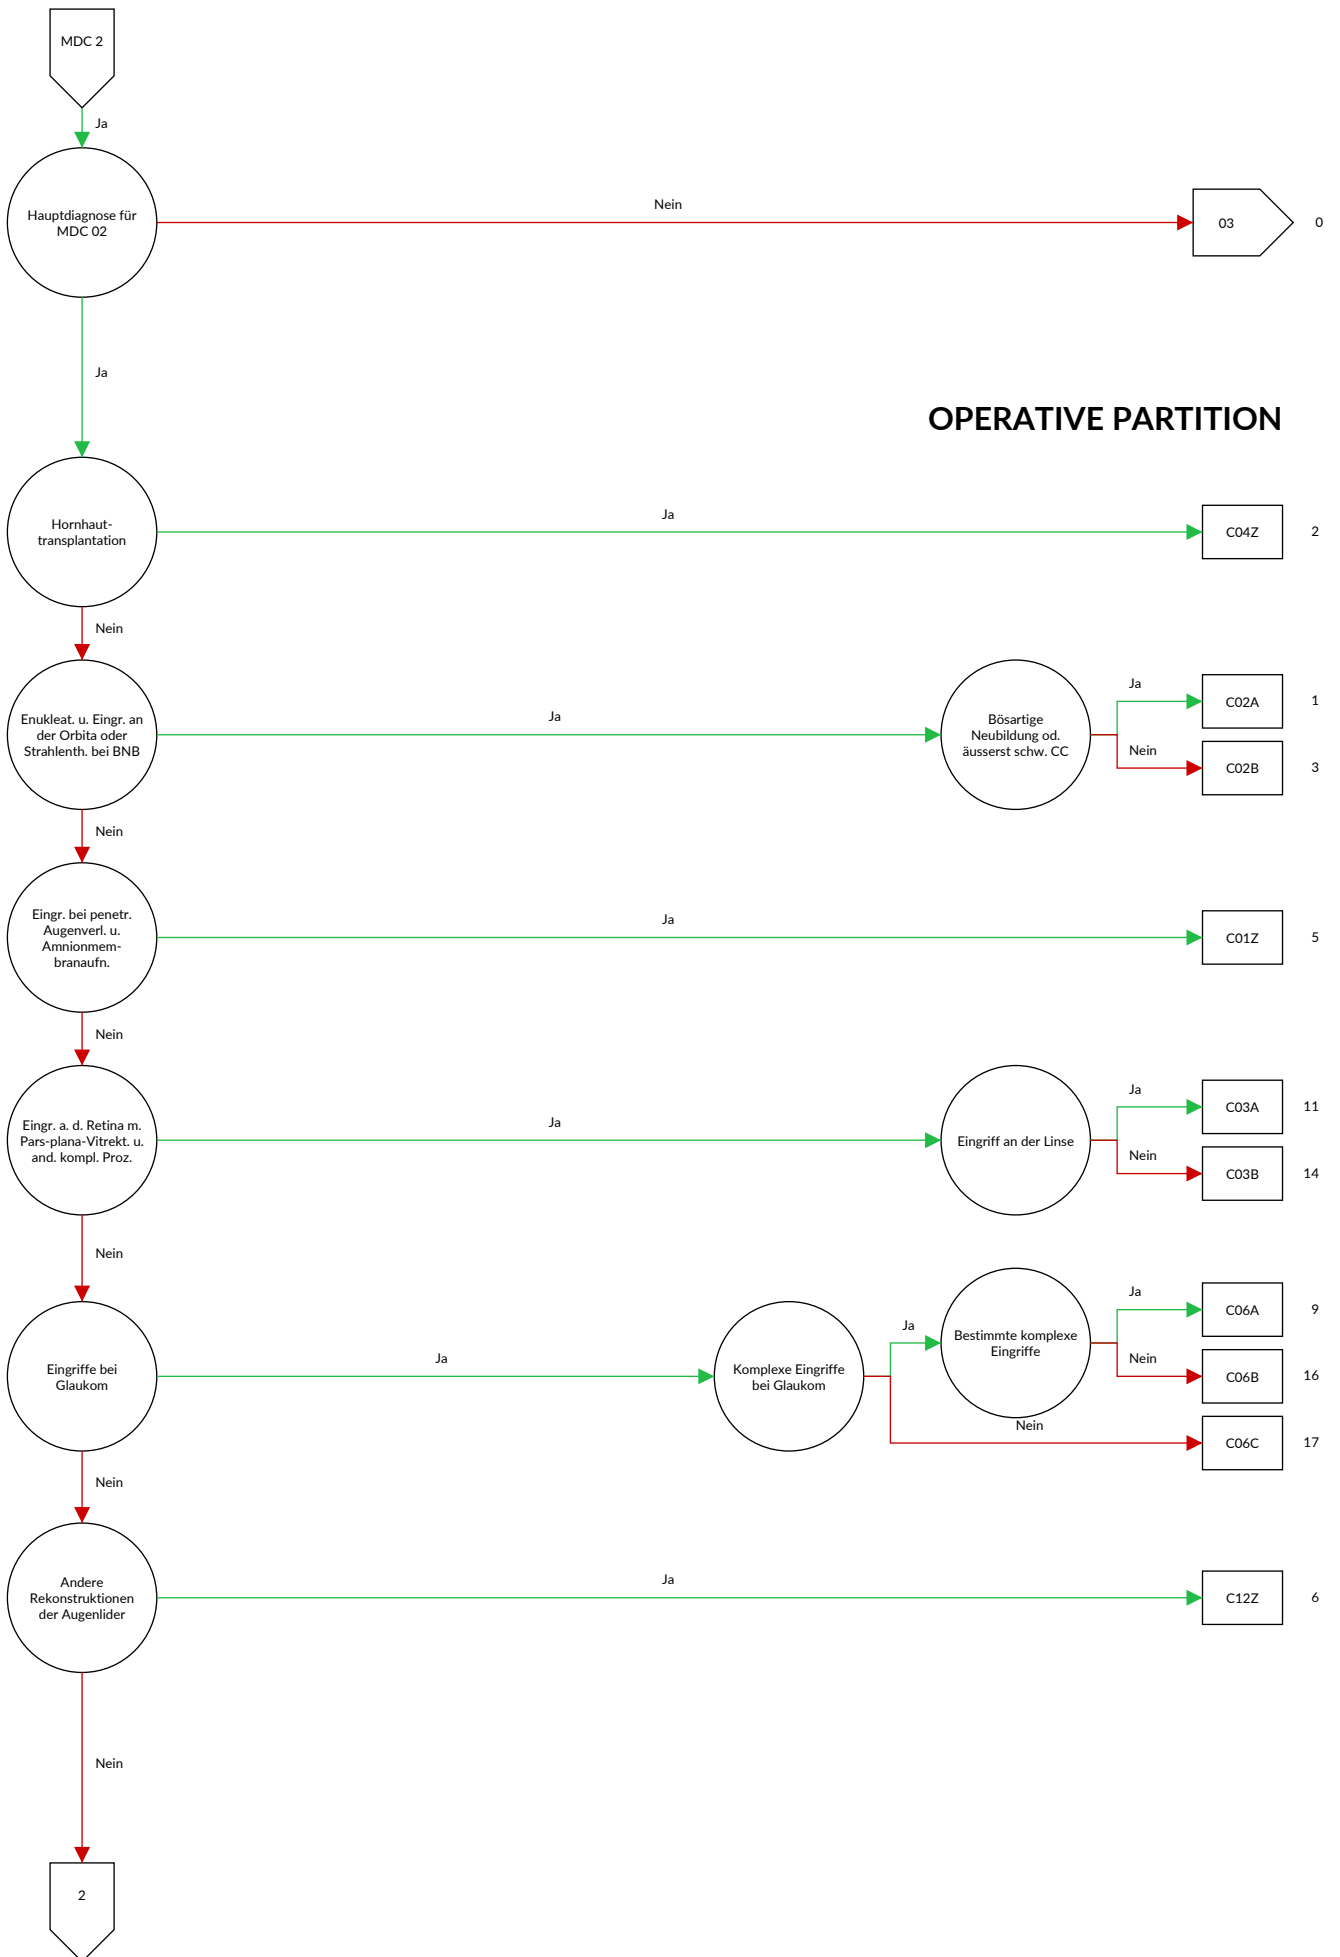 MDC 2
Ja
Hauptdiagnose für
MDC 02
Nein
03
0
Ja
OPERATIVE PARTITION
Hornhaut-
transplantation
Ja
C04Z
2
Nein
Enukleat. u. Eingr. an
der Orbita oder
Strahlenth. bei BNB
Ja
Bösartige
Neubildung od.
äusserst schw. CC
Ja
C02A
1
Nein
C02B
3
Nein
Eingr. bei penetr.
Augenverl. u.
Amnionmem-
branaufn.
Ja
C01Z
5
Nein
Eingr. a. d. Retina m.
Pars-plana-Vitrekt. u.
and. kompl. Proz.
Ja
Eingriff an der Linse
Ja
C03A
11
Nein
C03B
14
Nein
Eingriffe bei
Glaukom
Ja
Komplexe Eingriffe
bei Glaukom
Ja
Bestimmte komplexe
Eingriffe
Ja
C06A
9
Nein
C06B
16
Nein
C06C
17
Nein
Andere
Rekonstruktionen
der Augenlider
Ja
C12Z
6
Nein
2